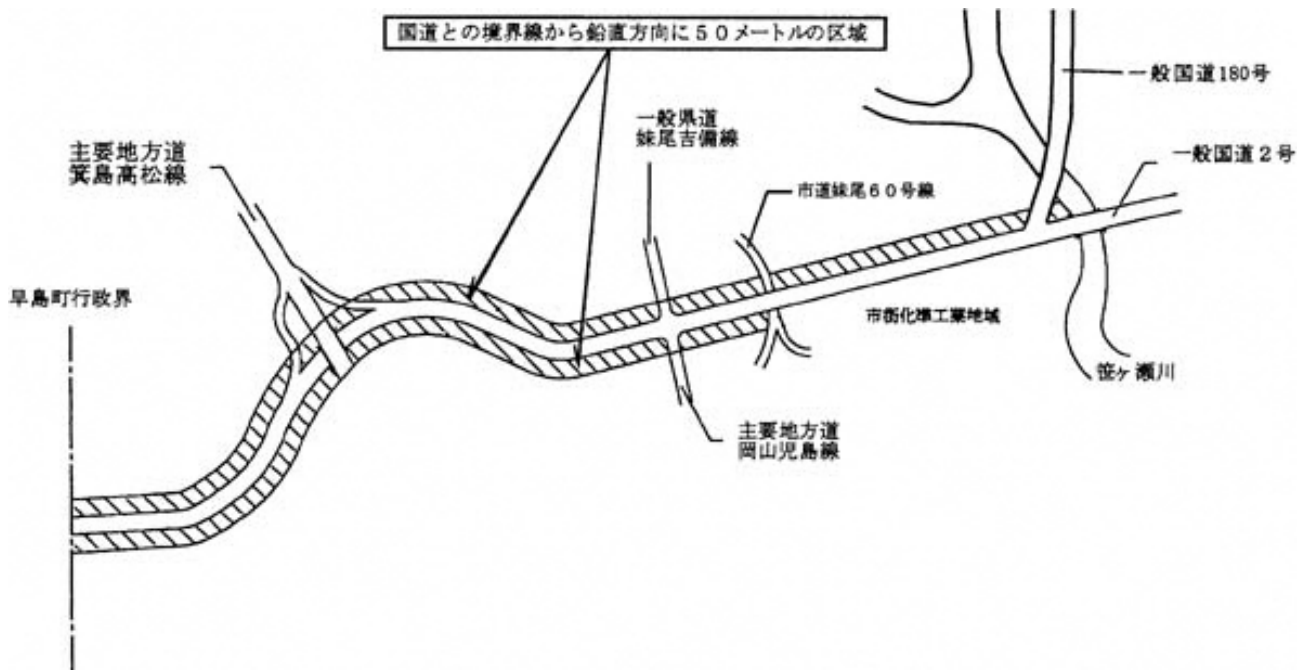 国道との境界線から鉛直方向に５０メートルの区域
一般国道180号
一般県道
妹尾吉備線
主要地方道
箕島高松線
一般国道２号
市道妹尾６０号線
早島町行政界
市街化準工業地域
笹ヶ瀬川
主要地方道
岡山児島線